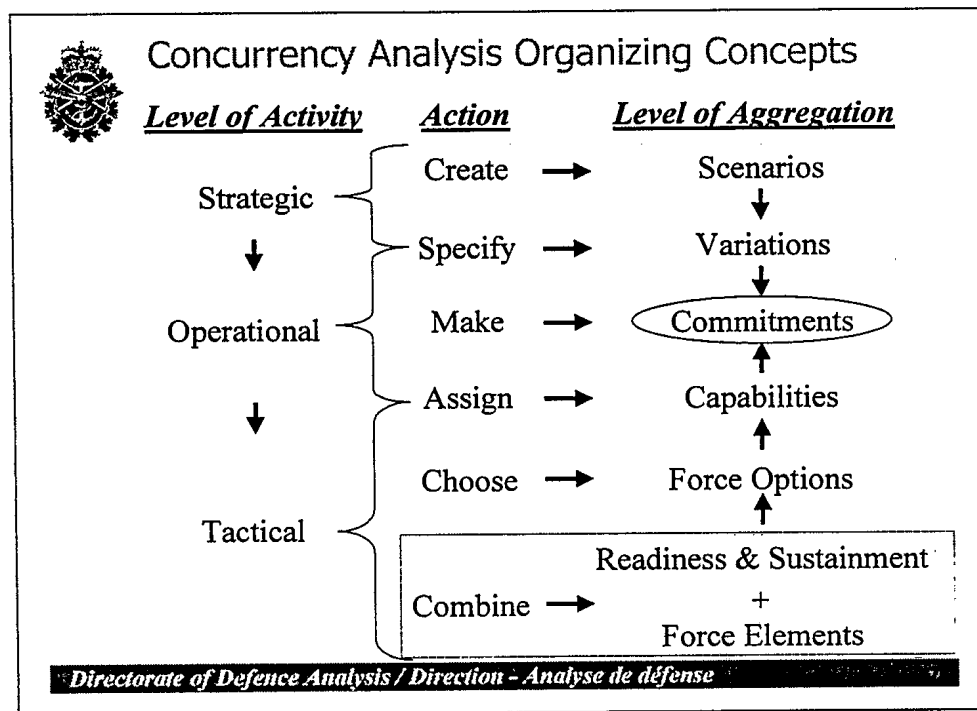 Concurrency Analysis Organizing Concepts
Level of Activity Action Level of Aggregation
Create Scenarios
Strategic
Specify Variations
Operational Make Commitments
Assign Capabilities
Choose Force Options
Tactical
Readiness & Sustainment
Combine +
Force Elements
Directorate of Defence Analysis / Direction - Analyse de défense